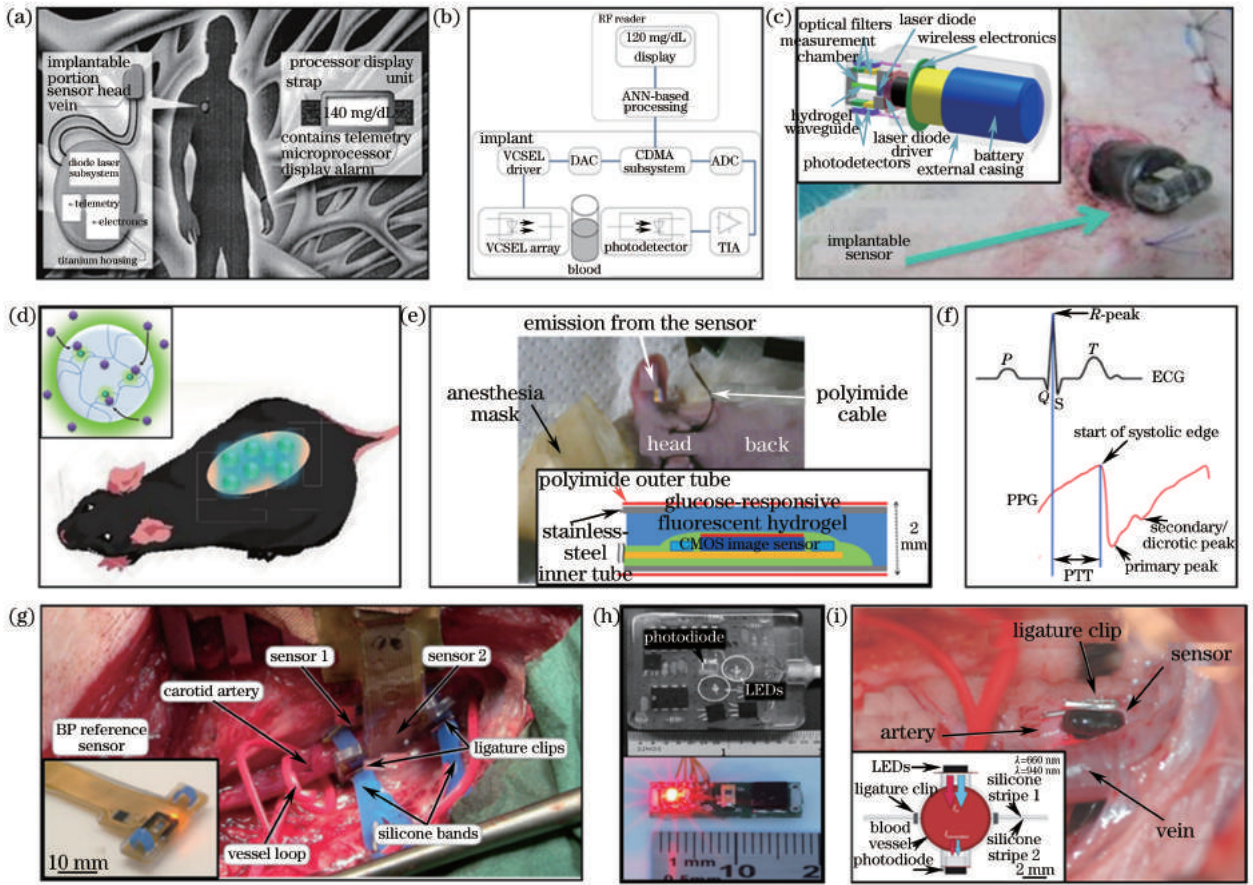 (a)
implantable
portion
sensor head
vein
diode laser
subsystem
telemetry
electronics
titanium housing
processor display
strap
unit
140 mg/dL
contains telemetry
microprocessor
display alarm
(b)
RF reader
120 mg/dL
display
ANN-based
processing
implant
VCSEL
driver
DAC
CDMA
subsystem
ADC
VCSEL array
photodetector
TIA
blood
(c)
optical filters
measurement
chamber
laser diode
wireless electronics
hydrogel
waveguide
laser diode
driver
photodetectors
battery
external casing
implantable
sensor
(d)
(e)
emission from the sensor
anesthesia
mask
polyimide
cable
head
back
polyimide outer tube
glucose-responsive
fluorescent hydrogel
stainless-
steel
inner tube
CMOS image sensor
2
mm
(f)
R-peak
P
T
Q
S
ECG
start of systolic edge
PPG
secondary/
dicrotic peak
primary peak
PTT
(g)
sensor 1
sensor 2
carotid artery
BP reference
sensor
ligature clips
silicone bands
vessel loop
10 mm
(h)
photodiode
LEDs
1
1 mm
0.5mm
10
2
(i)
ligature clip
sensor
artery
vein
LEDs
λ=660 nm
λ=940 nm
ligature clip
silicone
stripe 1
blood
vessel
photodiode
silicone
stripe 2
2 mm